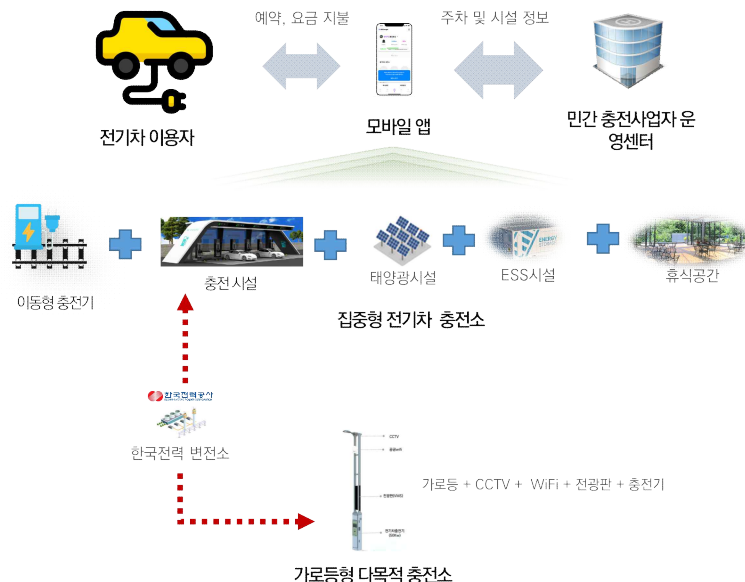 예약, 요금 지불
주차 및 시설 정보
전기차 이용자
모바일 앱
민간 충전사업자 운
영센터
이동형 충전기
충전 시설
태양광시설
ENERGY
ESS시설
휴식공간
집중형 전기차 충전소
한국전력공사
한국전력 변전소
CCTV
가로등 + CCTV + WiFi + 전광판 + 충전기
가로등형 다목적 충전소